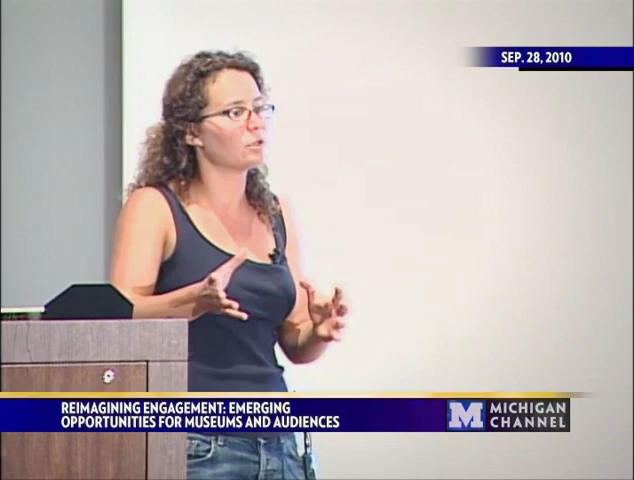 SEP. 28, 2010
REIMAGINING ENGAGEMENT: EMERGING
OPPORTUNITIES FOR MUSEUMS AND AUDIENCES
M MICHIGAN
CHANNEL